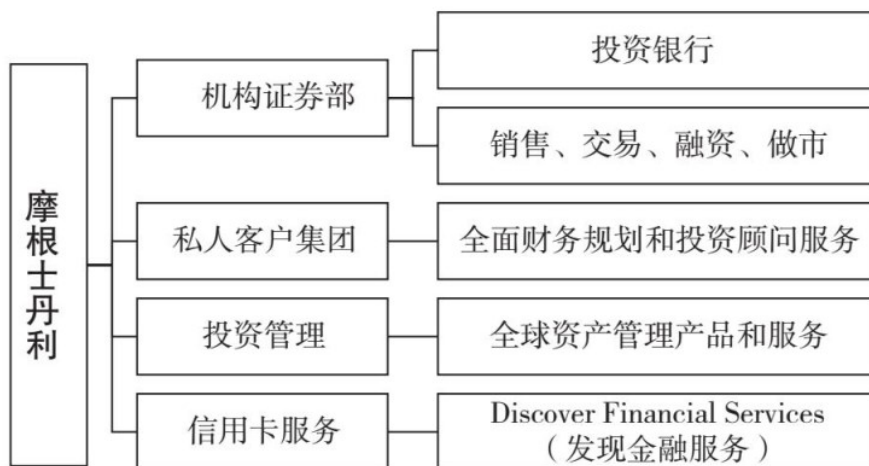 摩根士丹利
机构证券部
投资银行
销售、交易、融资、做市
私人客户集团
全面财务规划和投资顾问服务
投资管理
全球资产管理产品和服务
信用卡服务
Discover Financial Services
（发现金融服务）